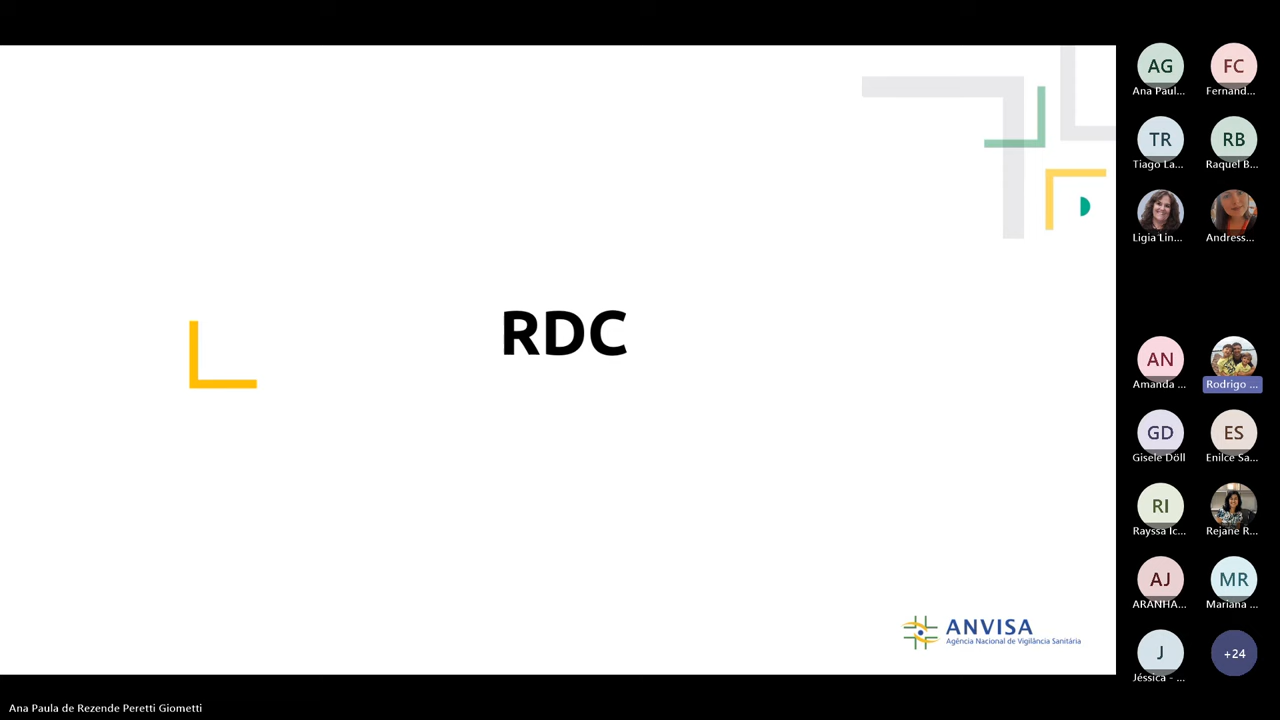 RDC
ANVISA
Agência Nacional de Vigilância Sanitária
Ana Paula de Rezende Peretti Giometti
AG
Ana Paul...
FC
Fernand...
TR
Tiago La...
RB
Raquel B...
Ligia Lin...
Andress...
AN
Amanda ...
Rodrigo ...
GD
Gisele Döll
ES
Enilce Sa...
RI
Rayssa Ic...
Rejane R...
AJ
ARANHA...
MR
Mariana ...
J
Jéssica - ...
+24